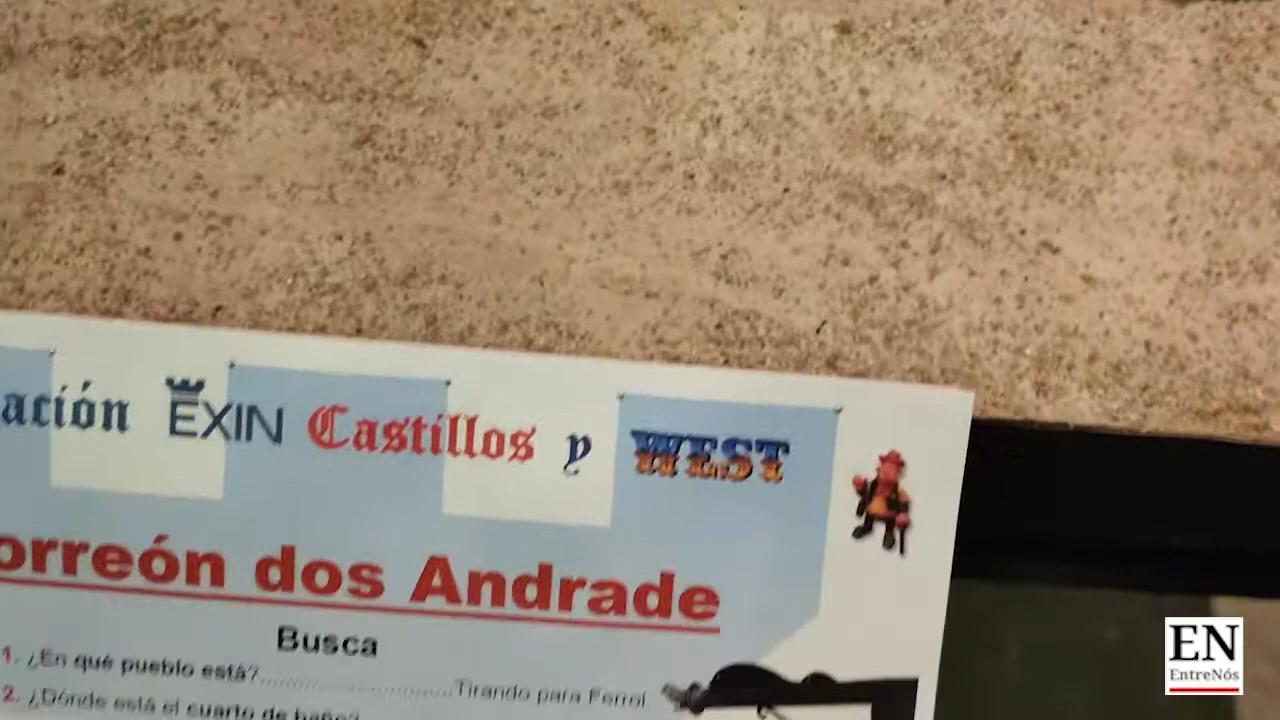 ación EXIN Castillos y WEST
orreón dos Andrade
Busca
1. ¿En qué pueblo está?..............................Tirando para Ferrol
2. ¿Dónde está el cuarto de baño?
EN
EntreNós